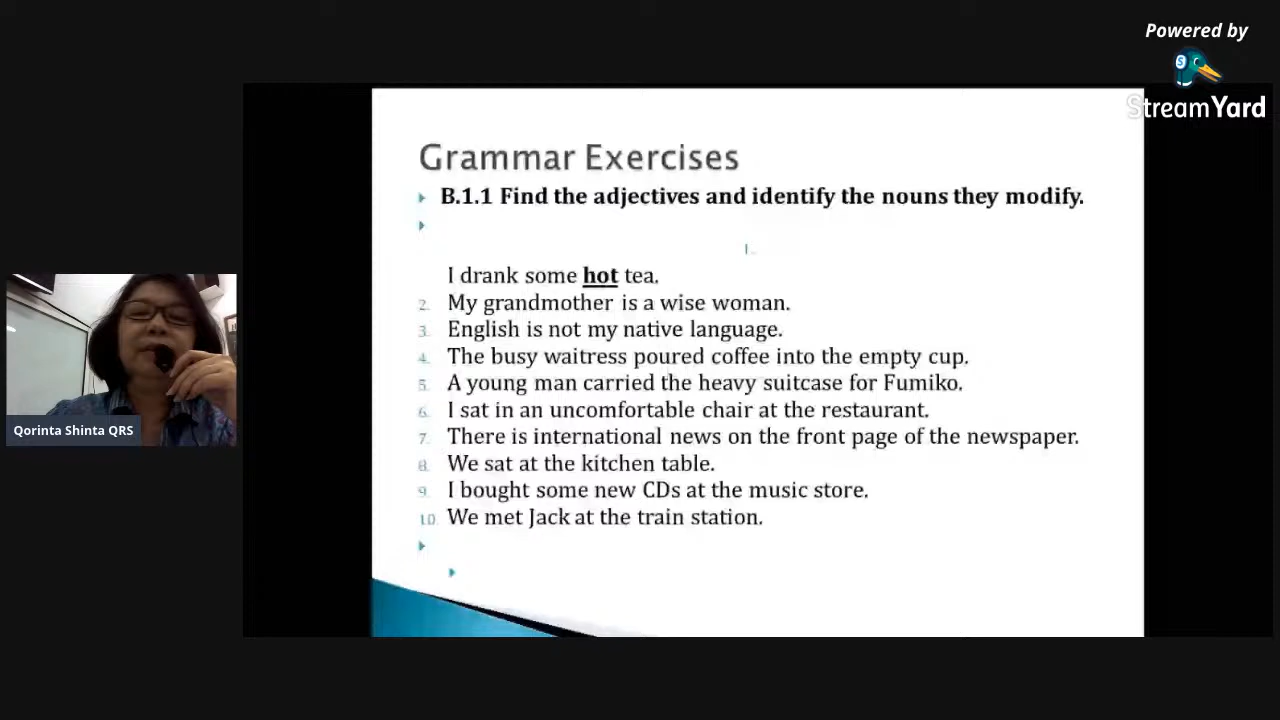 Powered by
StreamYard
Grammar Exercises
B.1.1 Find the adjectives and identify the nouns they modify.
1.
I drank some hot tea.
2. My grandmother is a wise woman.
3. English is not my native language.
4. The busy waitress poured coffee into the empty cup.
5. A young man carried the heavy suitcase for Fumiko.
6. I sat in an uncomfortable chair at the restaurant.
7. There is international news on the front page of the newspaper.
8. We sat at the kitchen table.
9. I bought some new CDs at the music store.
10. We met Jack at the train station.
Qorinta Shinta QRS